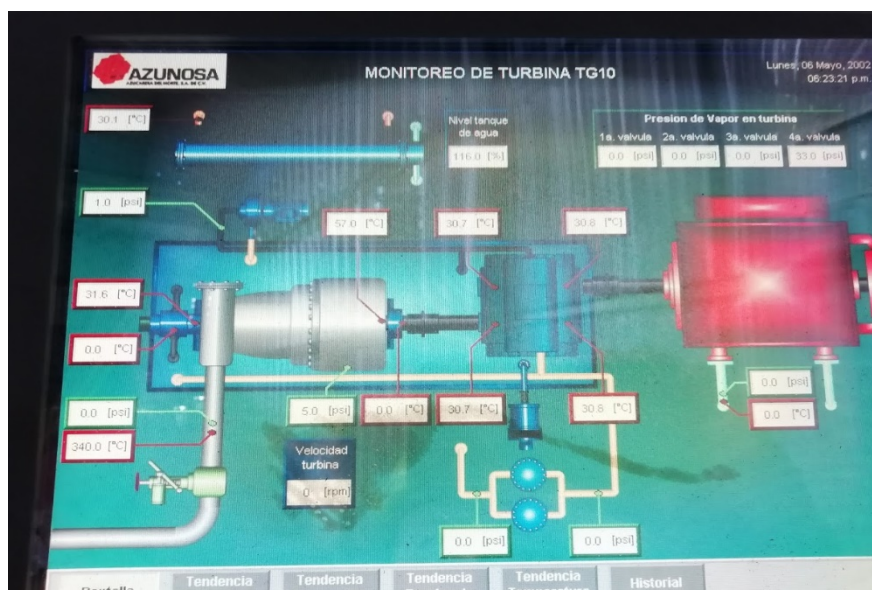 AZUNOSA
MONITOREO DE TURBINA TG10
Lunes, 06 Mayo, 2002
06:23:21 p.m.
30.1 [°C]
Nivel tanque
de agua
116.0 [%]
Presion de Vapor en turbina
1a. valvula 2a. valvula 3a. valvula 4a. valvula
0.0 [psi] 0.0 [psi] 0.0 [psi] 33.0 [psi]
1.0 [psi]
57.0 [°C]
30.7 [°C]
30.8 [°C]
31.6 [°C]
0.0 [°C]
0.0 [psi]
5.0 [psi]
0.0 [°C]
30.7 [°C]
30.8 [°C]
0.0 [psi]
0.0 [°C]
340.0 [°C]
Velocidad
turbina
0 [rpm]
0.0 [psi]
0.0 [psi]
Tendencia
Tendencia
Tendencia
Tendencia
Historial